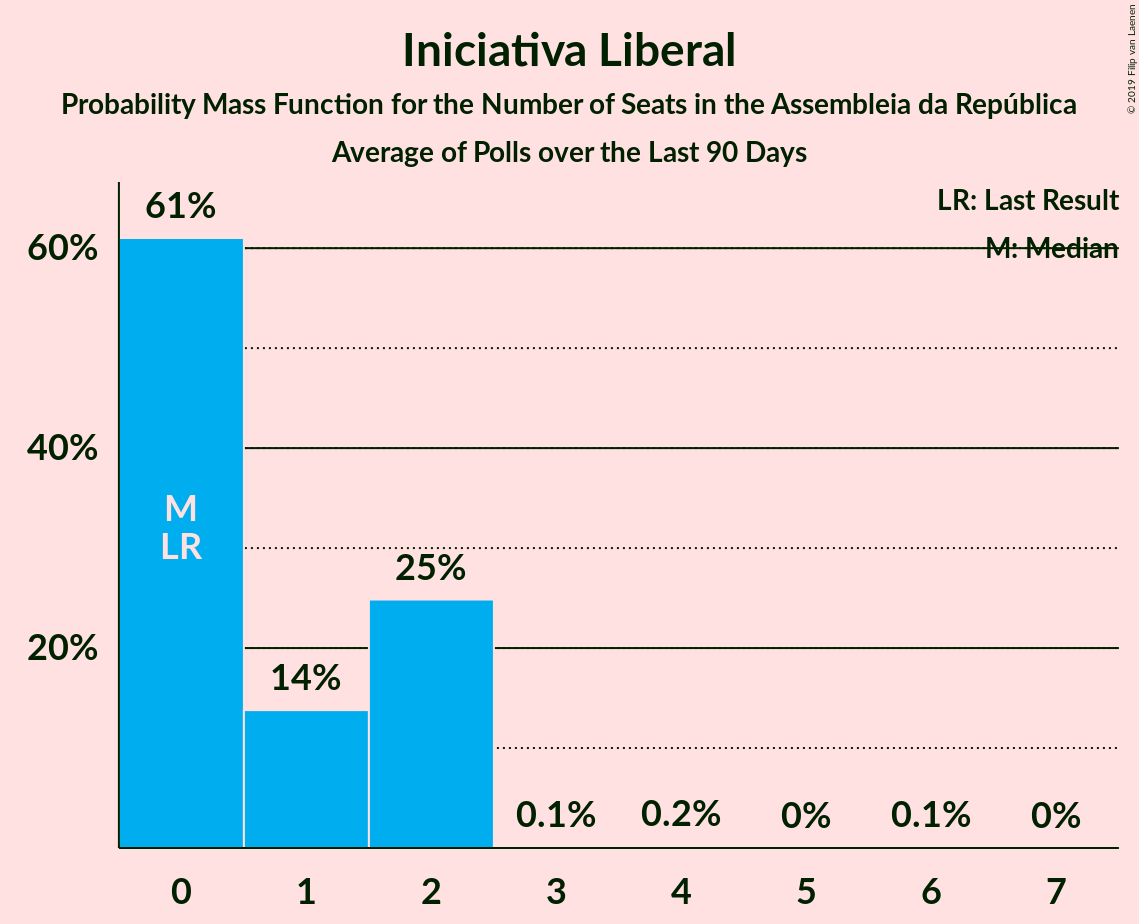 Iniciativa Liberal
Probability Mass Function for the Number of Seats in the Assembleia da República
Average of Polls over the Last 90 Days
© 2019 Filip van Laenen
LR: Last Result
M: Median
61%
60%
40%
20%
M
LR
14%
25%
0.1%
0.2%
0%
0.1%
0%
0 1 2 3 4 5 6 7